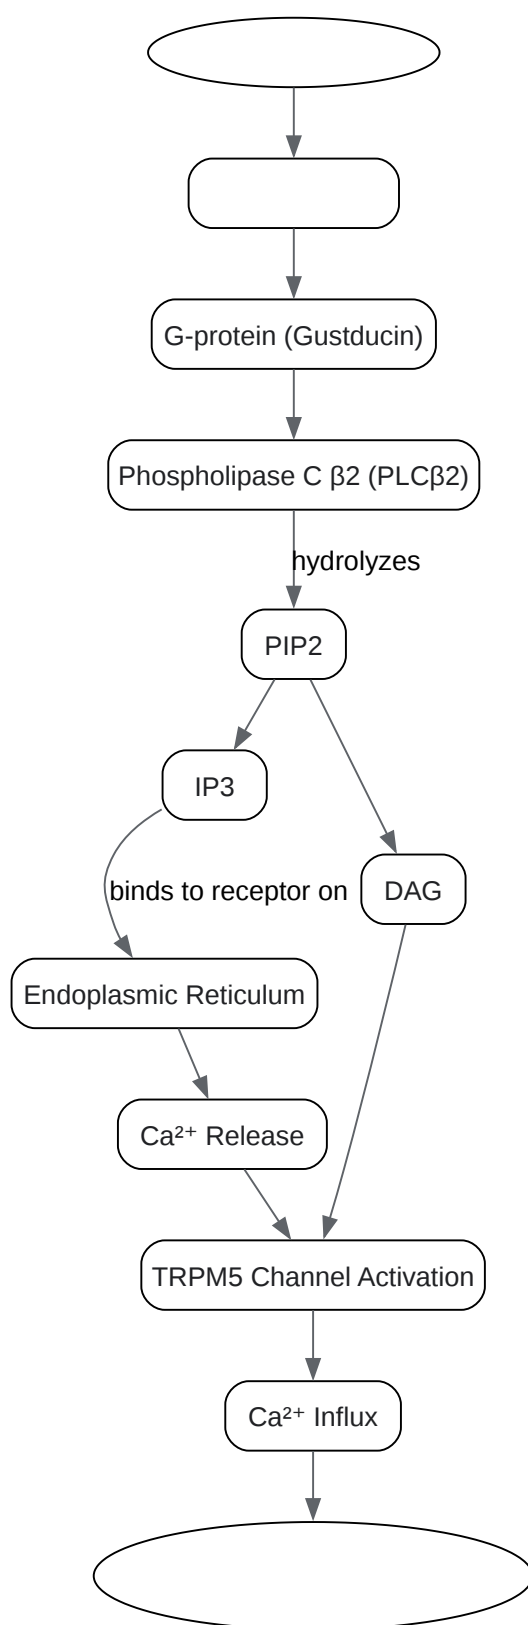 G-protein (Gustducin)
Phospholipase C β2 (PLCβ2)
hydrolyzes
PIP2
IP3
binds to receptor on
DAG
Endoplasmic Reticulum
Ca²⁺ Release
TRPM5 Channel Activation
Ca²⁺ Influx